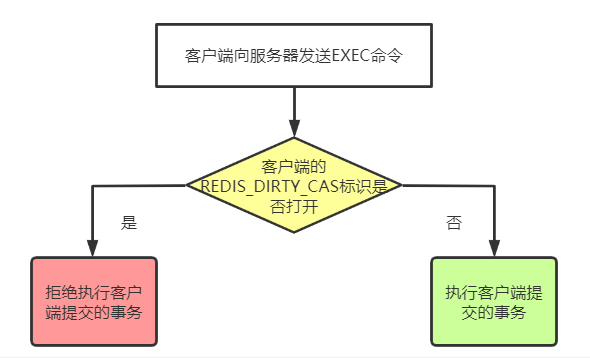 客户端向服务器发送EXEC命令
客户端的
REDIS_DIRTY_CAS标识是
否打开
是
否
拒绝执行客户
端提交的事务
执行客户端提
交的事务